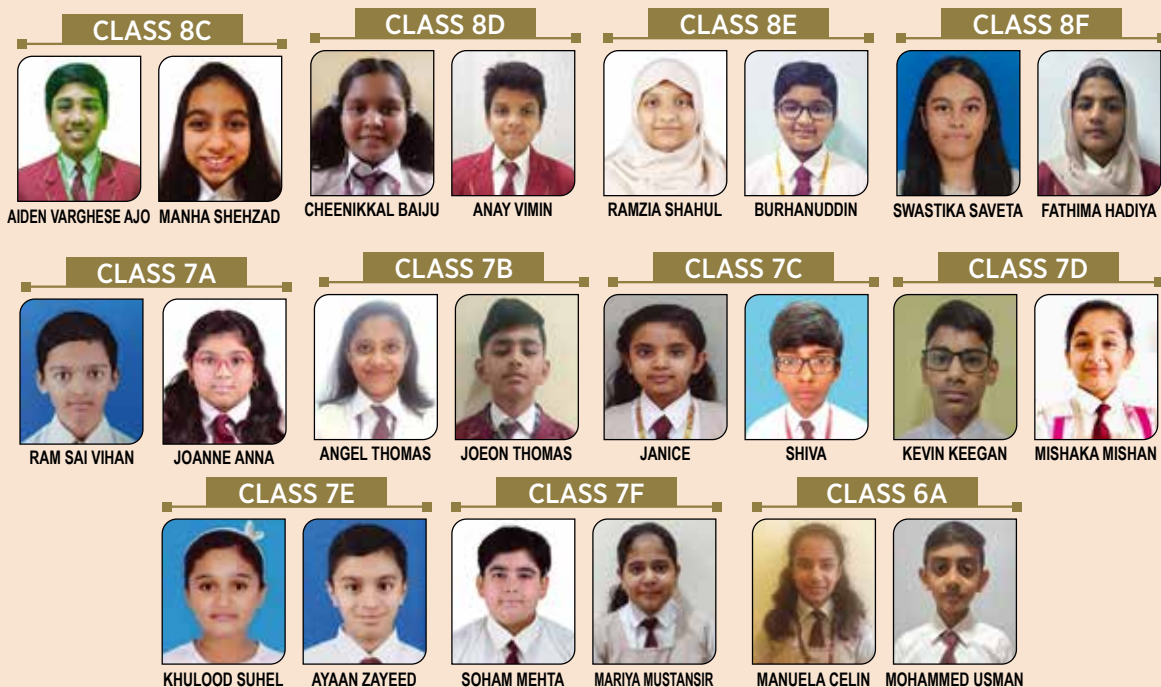 CLASS 8C
CLASS 8D
CLASS 8E
CLASS 8F
AIDEN VARGHESE AJO
MANHA SHEHZAD
CHEENIKKAL BAIJU
ANAY VIMIN
RAMZIA SHAHUL
BURHANUDDIN
SWASTIKA SAVETA
FATHIMA HADIYA
CLASS 7A
CLASS 7B
CLASS 7C
CLASS 7D
RAM SAI VIHAN
JOANNE ANNA
ANGEL THOMAS
JOEON THOMAS
JANICE
SHIVA
KEVIN KEEGAN
MISHAKA MISHAN
CLASS 7E
CLASS 7F
CLASS 6A
KHULOOD SUHEL
AYAAN ZAYEED
SOHAM MEHTA
MARIYA MUSTANSIR
MANUELA CELIN
MOHAMMED USMAN